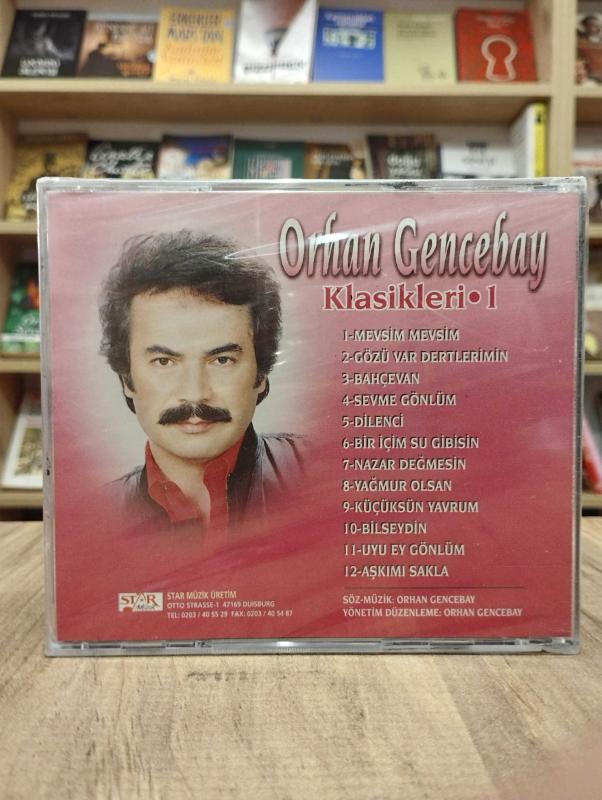 Orhan Gencebay
Klasikleri•1
1-MEVSİM MEVSİM
2-GÖZÜ VAR DERTLERİMİN
3-BAHÇEVAN
4-SEVME GÖNLÜM
5-DİLENCİ
6-BİR İÇİM SU GİBİSİN
7-NAZAR DEĞMESİN
8-YAĞMUR OLSAN
9-KÜÇÜKSÜN YAVRUM
10-BİLSEYDİN
11-UYU EY GÖNLÜM
12-AŞKIMI SAKLA
SÖZ-MÜZİK: ORHAN GENCEBAY
YÖNETİM DÜZENLEME: ORHAN GENCEBAY
STAR
Müzik
STAR MÜZİK ÜRETİM
OTTO STRASSE-1 47169 DUISBURG
TEL: 0203 / 40 55 29 FAX: 0203 / 40 54 87